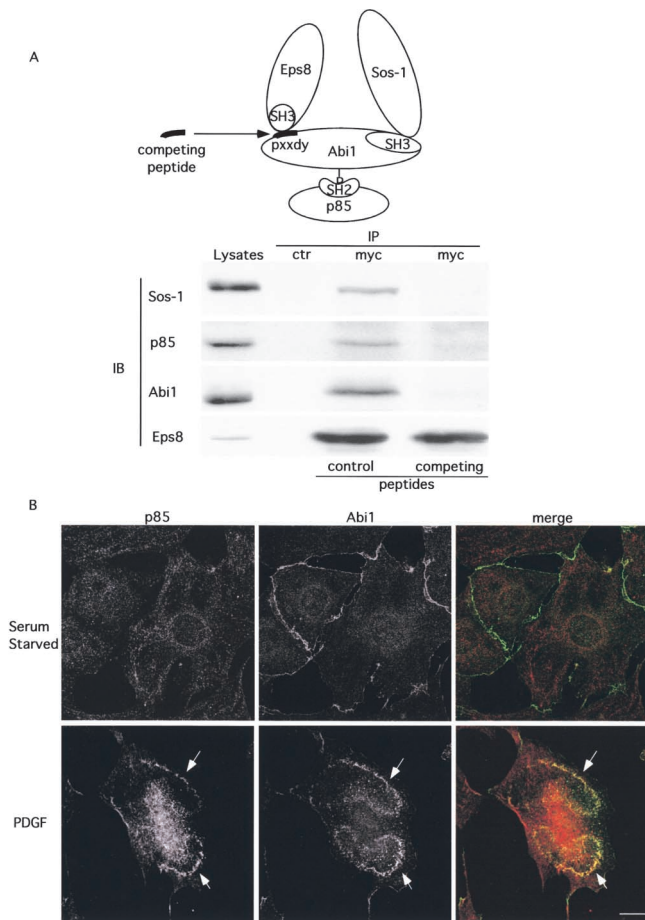 A
Eps8
Sos-1
SH3
competing
peptide
pxxdy
Abi1
SH3
SH2
p85
IP
Lysates ctr myc myc
IB
Sos-1
p85
Abi1
Eps8
control competing
peptides
B
p85 Abi1 merge
Serum
Starved
PDGF